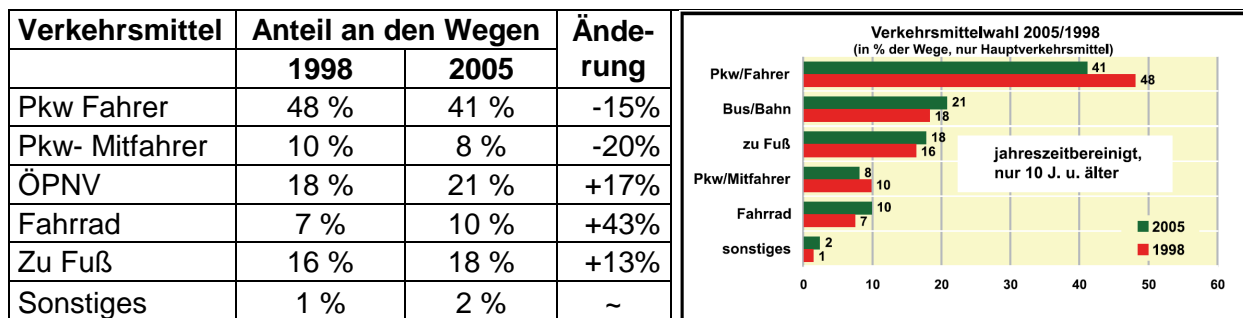 Verkehrsmittel Anteil an den Wegen Ände-
1998 2005 rung
Pkw Fahrer 48 % 41 % -15%
Pkw- Mitfahrer 10 % 8 % -20%
ÖPNV 18 % 21 % +17%
Fahrrad 7 % 10 % +43%
Zu Fuß 16 % 18 % +13%
Sonstiges 1 % 2 % ~
Verkehrsmittelwahl 2005/1998
(in % der Wege, nur Hauptverkehrsmittel)
Pkw/Fahrer 41
48
Bus/Bahn 21
18
zu Fuß 18
16
Pkw/Mitfahrer 8
10
Fahrrad 10
7
sonstiges 2
1
jahreszeitbereinigt,
nur 10 J. u. älter
2005
1998
0 10 20 30 40 50 60